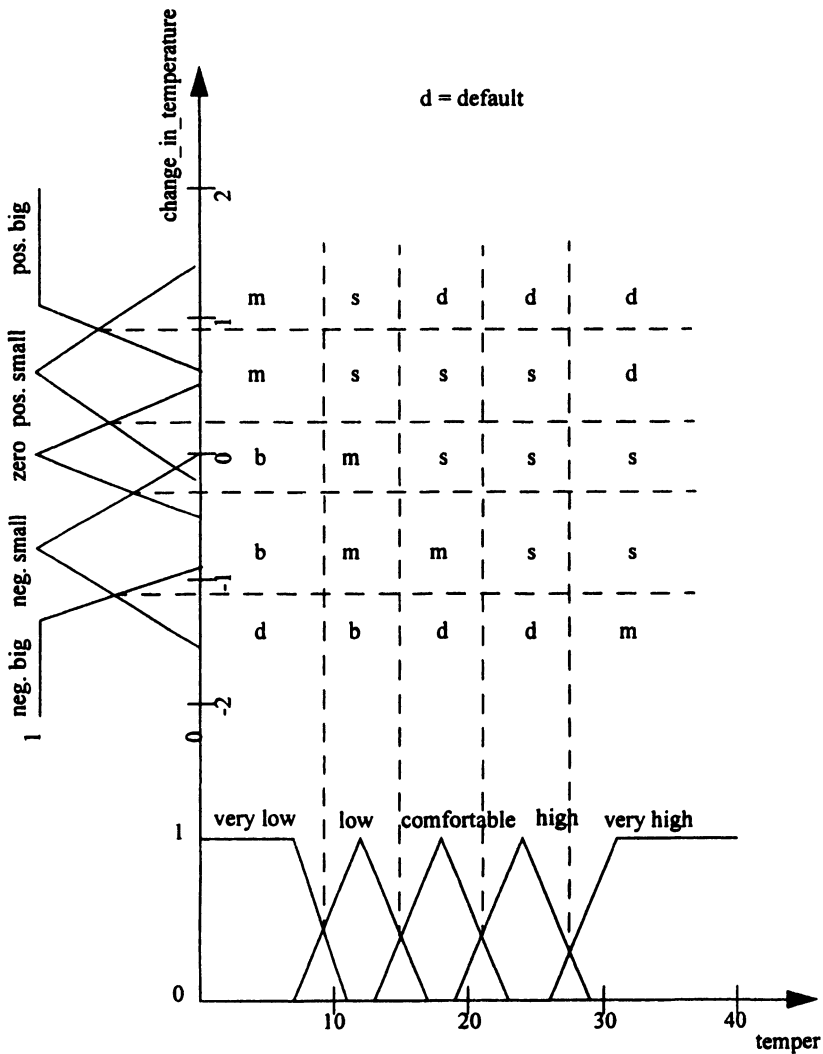 change_in_temperature
d = default
pos. big
pos. small
zero
neg. small
neg. big
2
1
0
-1
-2
1
0
m s d d d
m s s s d
b m s s s
b m m s s
d b d d m
very low low comfortable high very high
1
0
10 20 30 40
temper